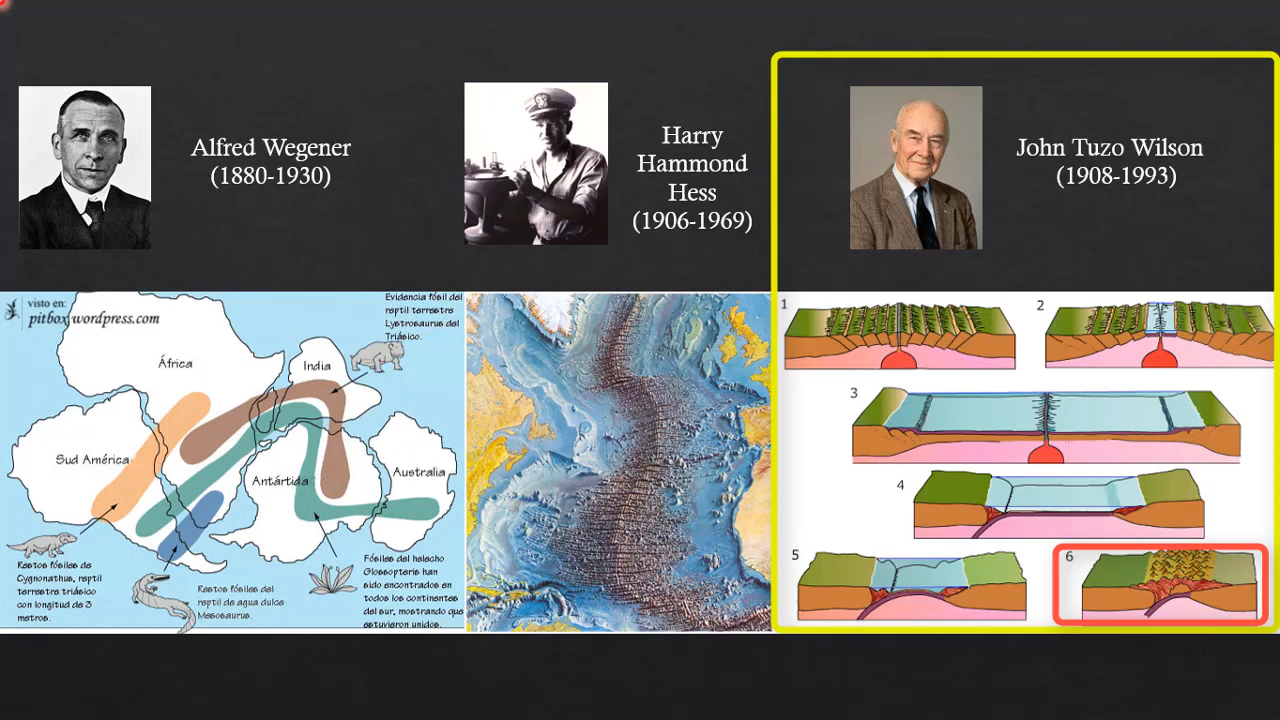 Alfred Wegener
(1880-1930)
Harry
Hammond
Hess
(1906-1969)
John Tuzo Wilson
(1908-1993)
visto en:
pitbox wordpress.com
Evidencia fósil del
reptil terrestre
Lystrosaurus del
Triásico.
África
India
Sud América
Antártida
Australia
Restos fósiles de
Cygnonathus, reptil
terrestre triásico
con longitud de 3
metros.
Restos fósiles del
reptil de agua dulce
Mesosaurus.
Fósiles del helecho
Glossopteris han
sido encontrados en
todos los continentes
del sur, mostrando que
estuvieron unidos.
1
2
3
4
5
6